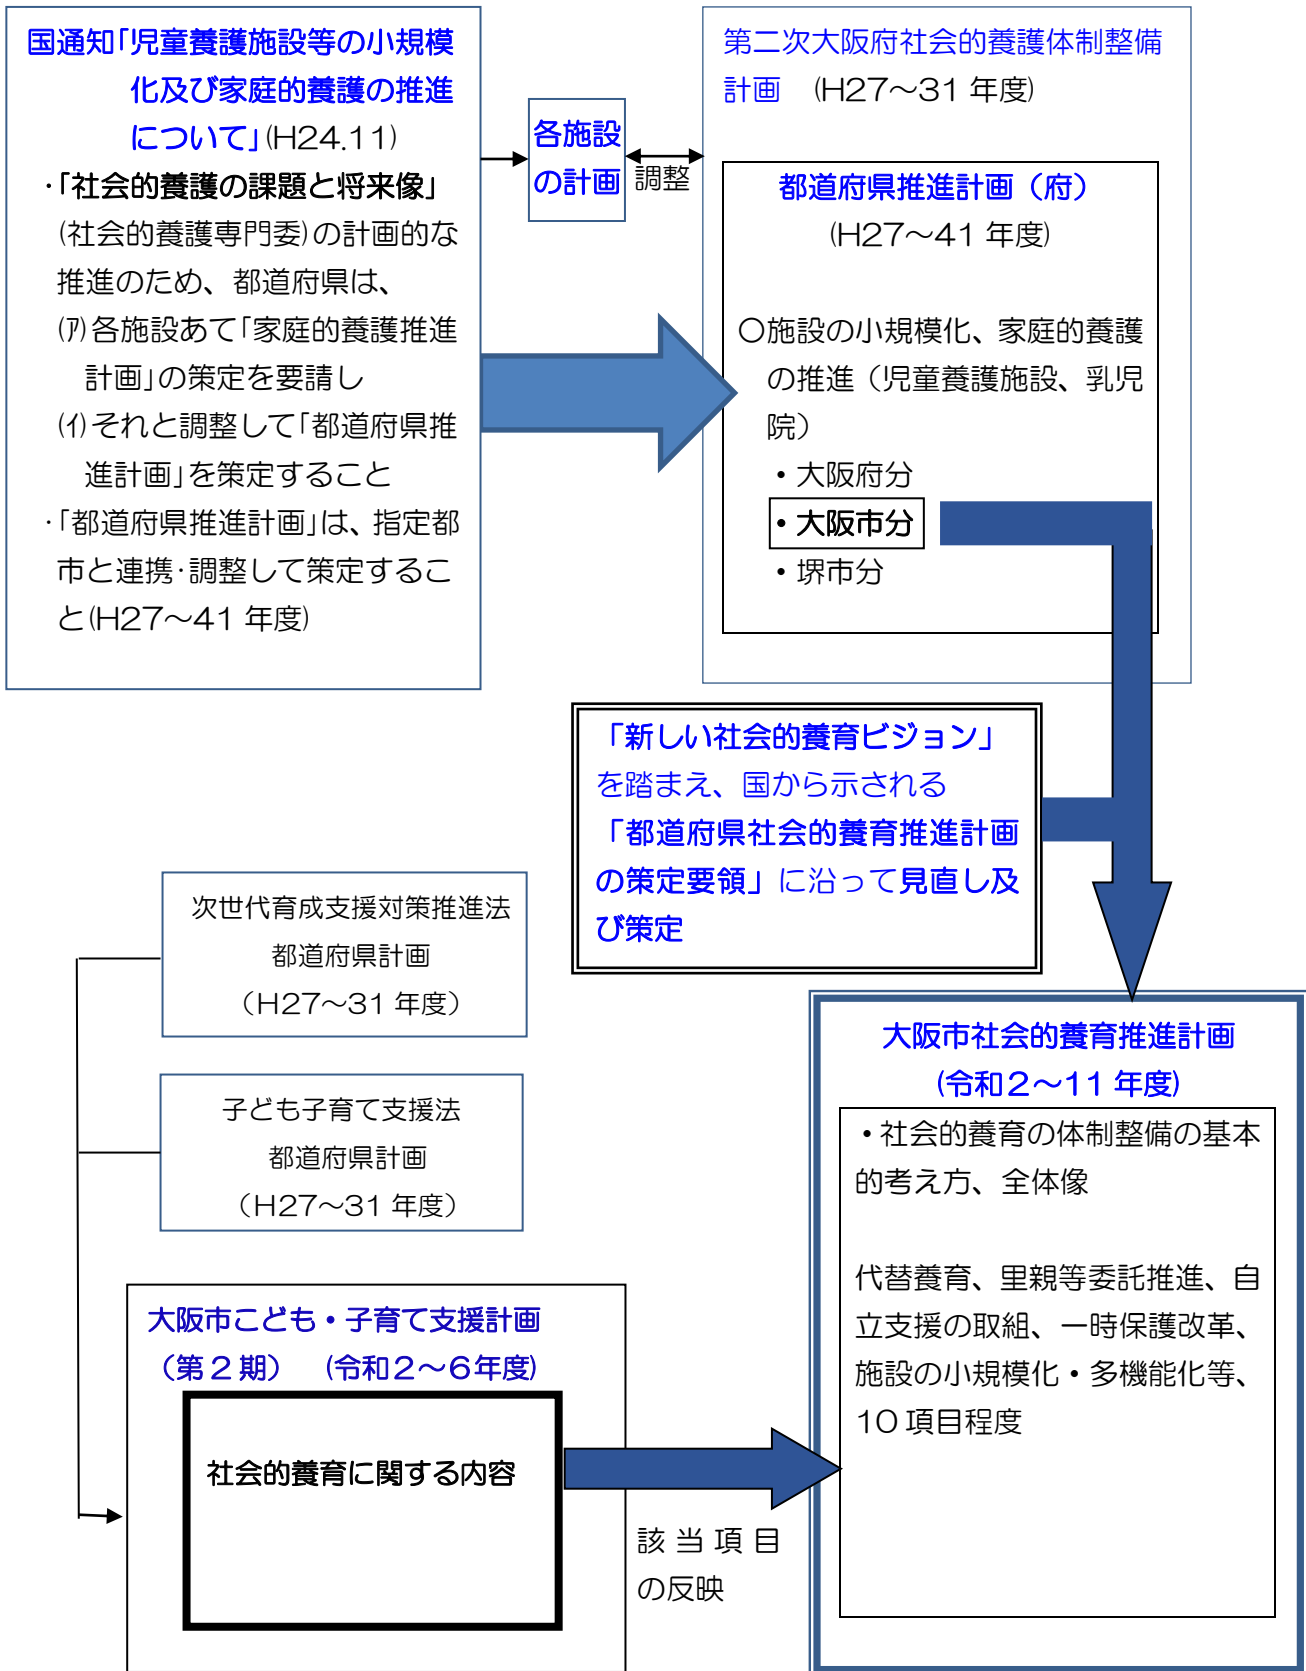 国通知「児童養護施設等の小規模
化及び家庭的養護の推進
について」(H24.11)
・「社会的養護の課題と将来像」
(社会的養護専門委)の計画的な
推進のため、都道府県は、
(ｱ)各施設あて「家庭的養護推進
計画」の策定を要請し
(ｲ)それと調整して「都道府県推
進計画」を策定すること
・「都道府県推進計画」は、指定都
市と連携・調整して策定するこ
と(H27～41 年度)
各施設
の計画
調整
第二次大阪府社会的養護体制整備
計画　(H27～31 年度)
都道府県推進計画（府）
(H27～41 年度)
〇施設の小規模化、家庭的養護
の推進（児童養護施設、乳児
院）
・大阪府分
・大阪市分
・堺市分
「新しい社会的養育ビジョン」
を踏まえ、国から示される
「都道府県社会的養育推進計画
の策定要領」に沿って見直し及
び策定
次世代育成支援対策推進法
都道府県計画
（H27～31 年度）
子ども子育て支援法
都道府県計画
（H27～31 年度）
大阪市こども・子育て支援計画
（第２期）　(令和２～６年度)
社会的養育に関する内容
該 当 項 目
の反映
大阪市社会的養育推進計画
(令和２～11 年度)
・社会的養育の体制整備の基本
的考え方、全体像
代替養育、里親等委託推進、自
立支援の取組、一時保護改革、
施設の小規模化・多機能化等、
10 項目程度